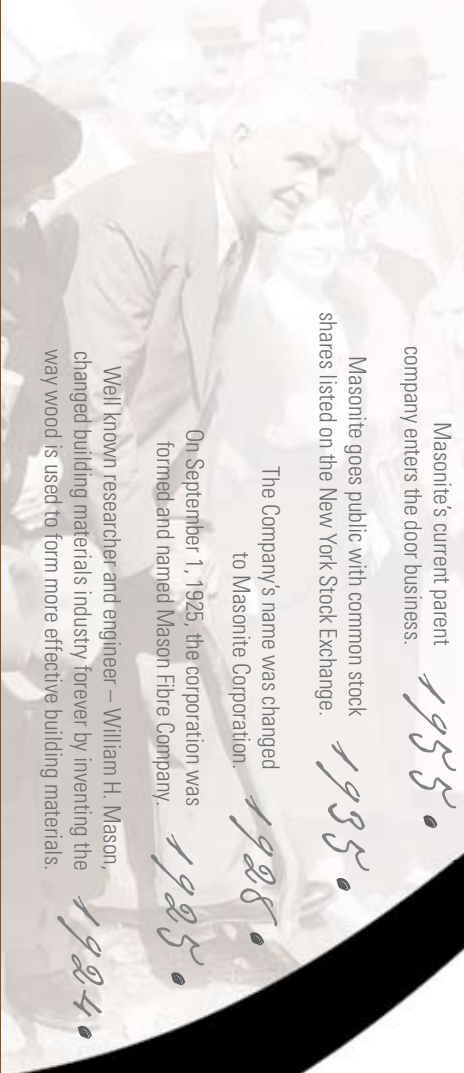 Masonite's current parent
company enters the door business.
1955
Masonite goes public with common stock
shares listed on the New York Stock Exchange.
1935
The Company's name was changed
to Masonite Corporation.
1928
On September 1, 1925, the corporation was
formed and named Mason Fibre Company.
1925
Well known researcher and engineer – William H. Mason,
changed building materials industry forever by inventing the
way wood is used to form more effective building materials.
1924